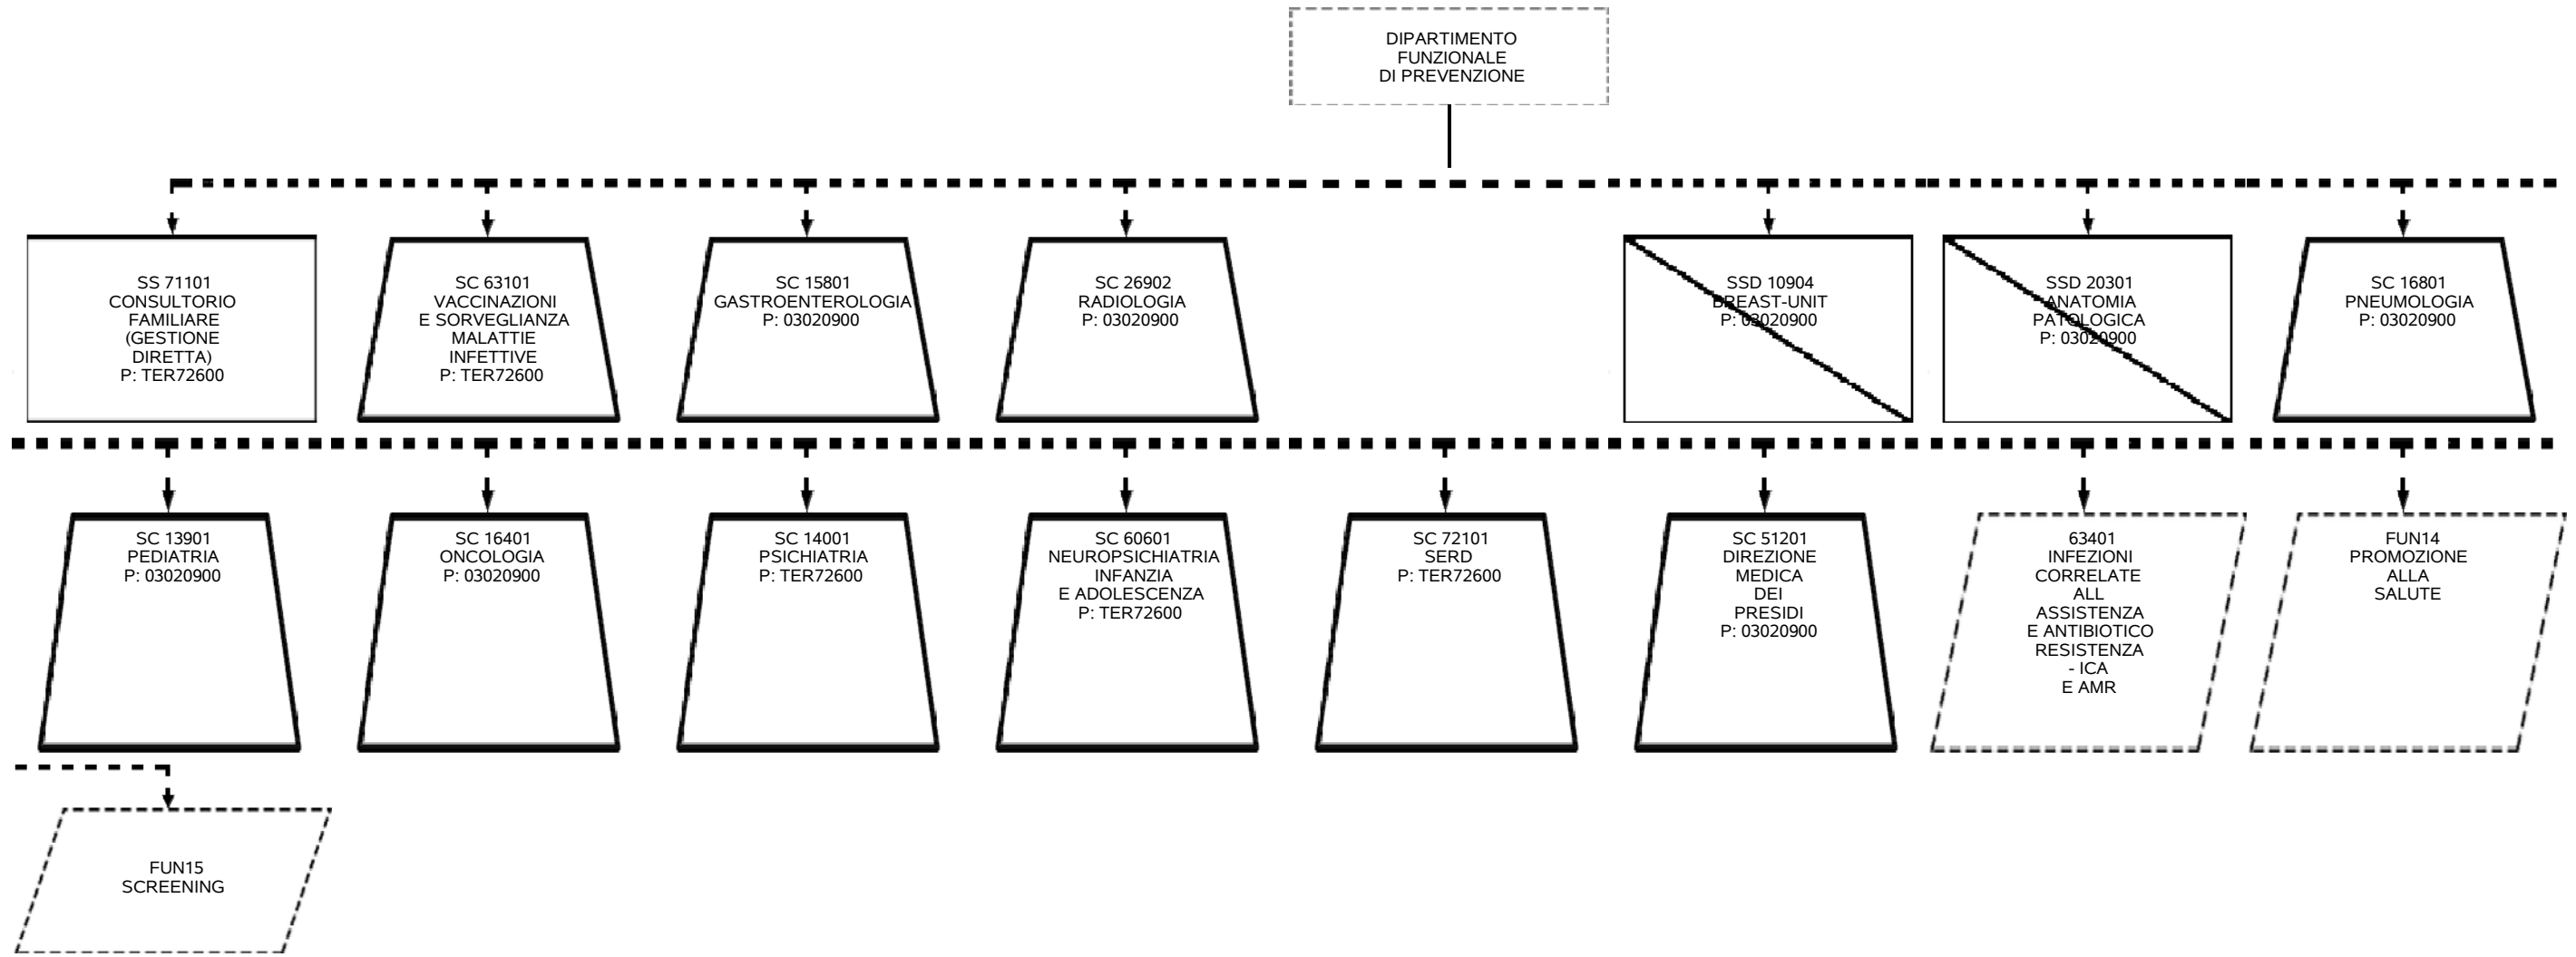 DIPARTIMENTO
FUNZIONALE
DI PREVENZIONE
SS 71101
CONSULTORIO
FAMILIARE
(GESTIONE
DIRETTA)
P: TER72600
SC 63101
VACCINAZIONI
E SORVEGLIANZA
MALATTIE
INFETTIVE
P: TER72600
SC 15801
GASTROENTEROLOGIA
P: 03020900
SC 26902
RADIOLOGIA
P: 03020900
SSD 10904
BREAST-UNIT
P: 03020900
SSD 20301
ANATOMIA
PATOLOGICA
P: 03020900
SC 16801
PNEUMOLOGIA
P: 03020900
SC 13901
PEDIATRIA
P: 03020900
SC 16401
ONCOLOGIA
P: 03020900
SC 14001
PSICHIATRIA
P: TER72600
SC 60601
NEUROPSICHIATRIA
INFANZIA
E ADOLESCENZA
P: TER72600
SC 72101
SERD
P: TER72600
SC 51201
DIREZIONE
MEDICA
DEI
PRESIDI
P: 03020900
63401
INFEZIONI
CORRELATE
ALL
ASSISTENZA
E ANTIBIOTICO
RESISTENZA
- ICA
E AMR
FUN14
PROMOZIONE
ALLA
SALUTE
FUN15
SCREENING